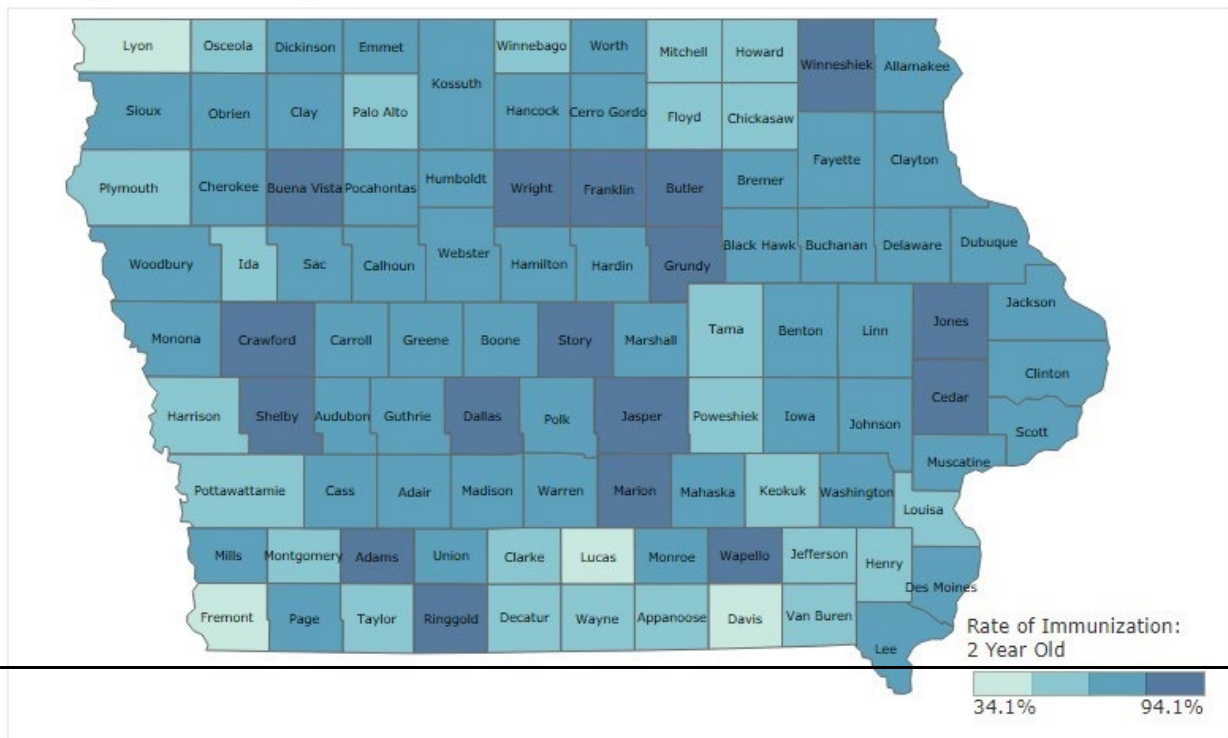 Lyon Osceola Dickinson Emmet Winnebago Worth Mitchell Howard Winneshiek Allamakee
Kossuth
Sioux Obrien Clay Palo Alto Hancock Cerro Gordo Floyd Chickasaw
Fayette Clayton
Plymouth Cherokee Buena Vista Pocahontas Humboldt Wright Franklin Butler Bremer
Woodbury Ida Sac Calhoun Webster Hamilton Hardin Grundy Black Hawk Buchanan Delaware Dubuque
Jackson
Monona Crawford Carroll Greene Boone Story Marshall Tama Benton Linn Jones
Clinton
Harrison Shelby Audubon Guthrie Dallas Polk Jasper Poweshiek Iowa Johnson Cedar
Scott
Muscatine
Pottawattamie Cass Adair Madison Warren Marion Mahaska Keokuk Washington
Louisa
Mills Montgomery Adams Union Clarke Lucas Monroe Wapello Jefferson Henry
Des Moines
Fremont Page Taylor Ringgold Decatur Wayne Appanoose Davis Van Buren
Lee
Rate of Immunization:
2 Year Old
34.1% 94.1%